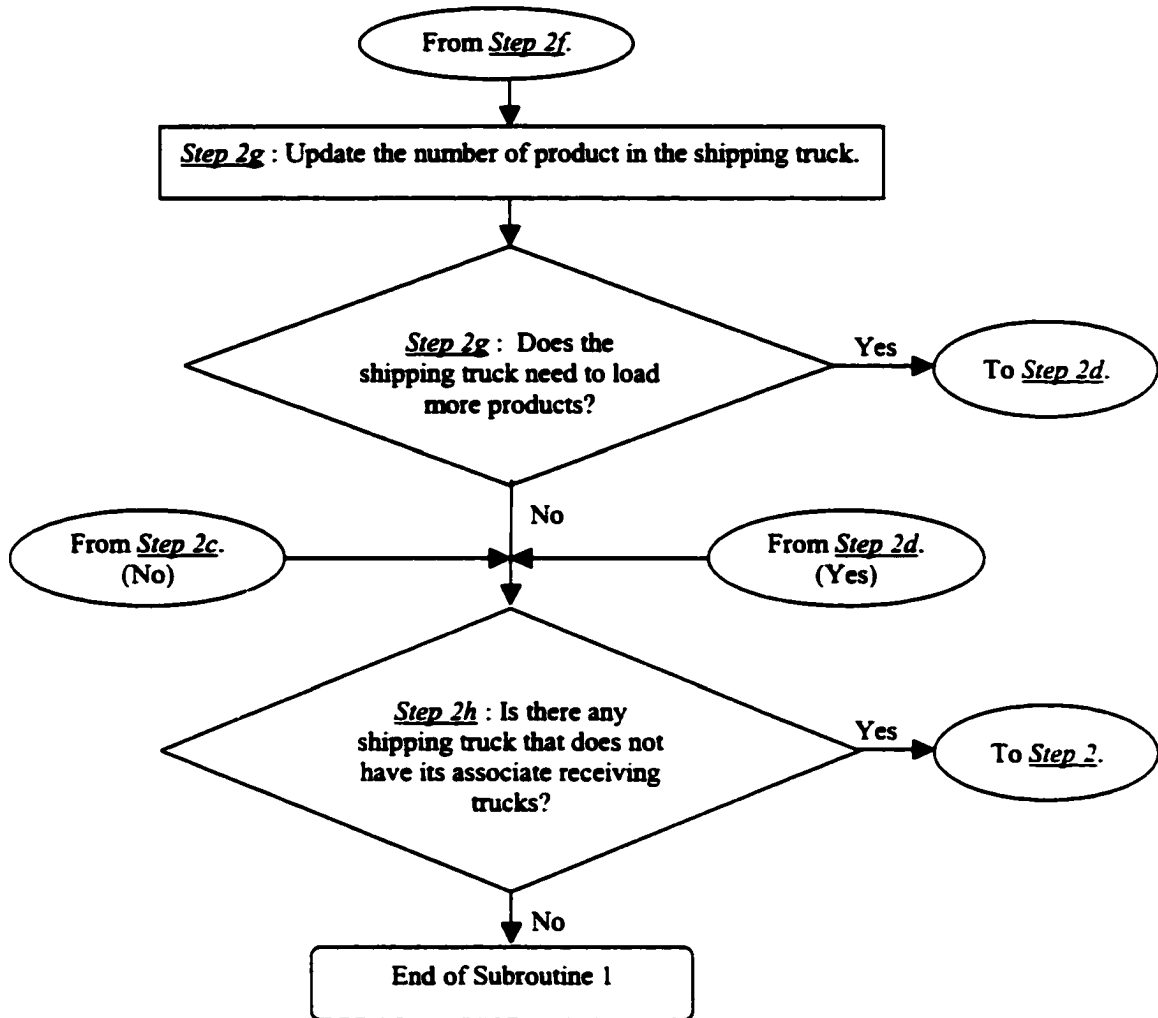 From Step 2f.
Step 2g : Update the number of product in the shipping truck.
Step 2g : Does the
shipping truck need to load
more products?
Yes
To Step 2d.
No
From Step 2c.
(No)
From Step 2d.
(Yes)
Step 2h : Is there any
shipping truck that does not
have its associate receiving
trucks?
Yes
To Step 2.
No
End of Subroutine 1